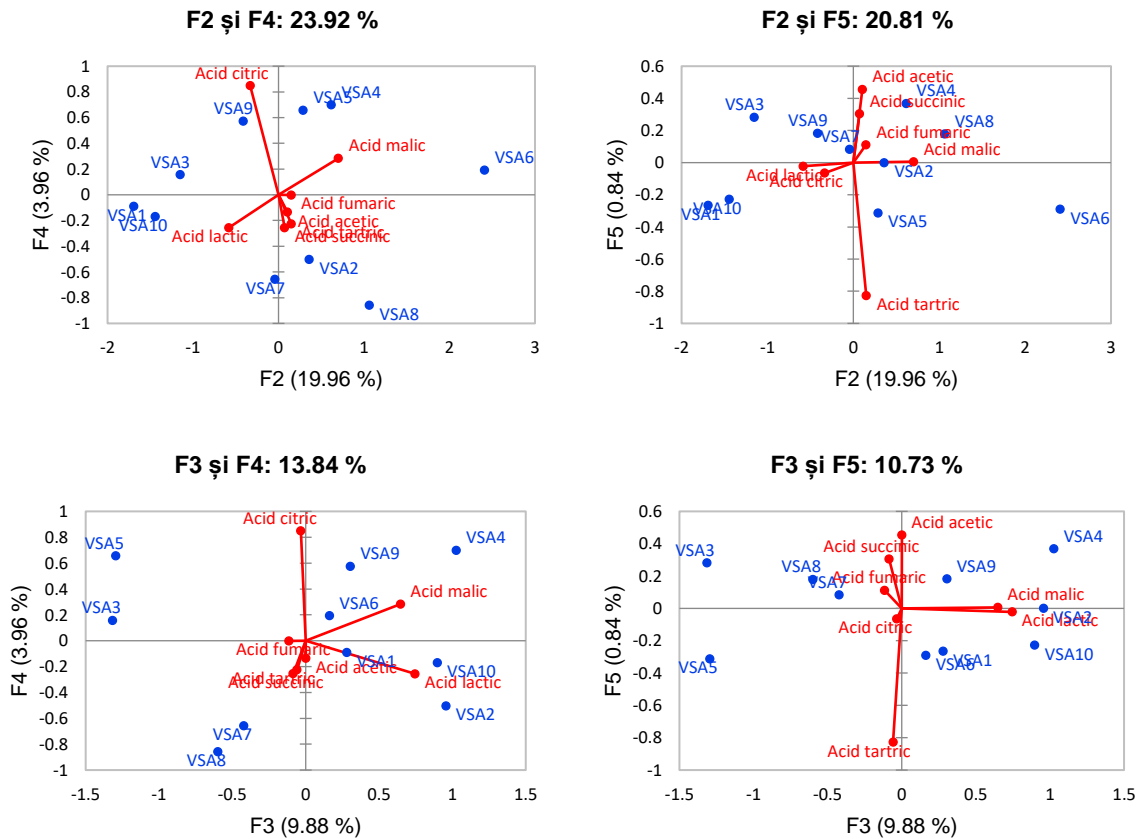 F2 și F4: 23.92 %
F4 (3.96 %)
1
0.8
0.6
0.4
0.2
0
-0.2
-0.4
-0.6
-0.8
-1
Acid citric
VSA5
VSA4
VSA9
Acid malic
VSA3
VSA6
Acid fumaric
VSA1
VSA10
Acid acetic
Acid tartric
Acid lactic
Acid succinic
VSA2
VSA7
VSA8
-2 -1 0 1 2 3
F2 (19.96 %)
F2 și F5: 20.81 %
F5 (0.84 %)
0.6
0.4
0.2
0
-0.2
-0.4
-0.6
-0.8
-1
Acid acetic
VSA4
VSA3
Acid succinic
VSA9
VSA8
VSA7
Acid fumaric
Acid malic
Acid lactic
VSA2
Acid citric
VSA10
VSA1
VSA5
VSA6
Acid tartric
-2 -1 0 1 2 3
F2 (19.96 %)
F3 și F4: 13.84 %
F4 (3.96 %)
1
0.8
0.6
0.4
0.2
0
-0.2
-0.4
-0.6
-0.8
-1
Acid citric
VSA5
VSA9
VSA4
Acid malic
VSA3
VSA6
Acid fumaric
VSA1
Acid acetic
VSA10
Acid tartric
Acid succinic
Acid lactic
VSA2
VSA7
VSA8
-1.5 -1 -0.5 0 0.5 1 1.5
F3 (9.88 %)
F3 și F5: 10.73 %
F5 (0.84 %)
0.6
0.4
0.2
0
-0.2
-0.4
-0.6
-0.8
-1
Acid acetic
VSA4
VSA3
Acid succinic
VSA8
VSA9
VSA7
Acid fumaric
Acid malic
VSA2
Acid citric
Acid lactic
VSA5
VSA6
VSA1
VSA10
Acid tartric
-1.5 -1 -0.5 0 0.5 1 1.5
F3 (9.88 %)